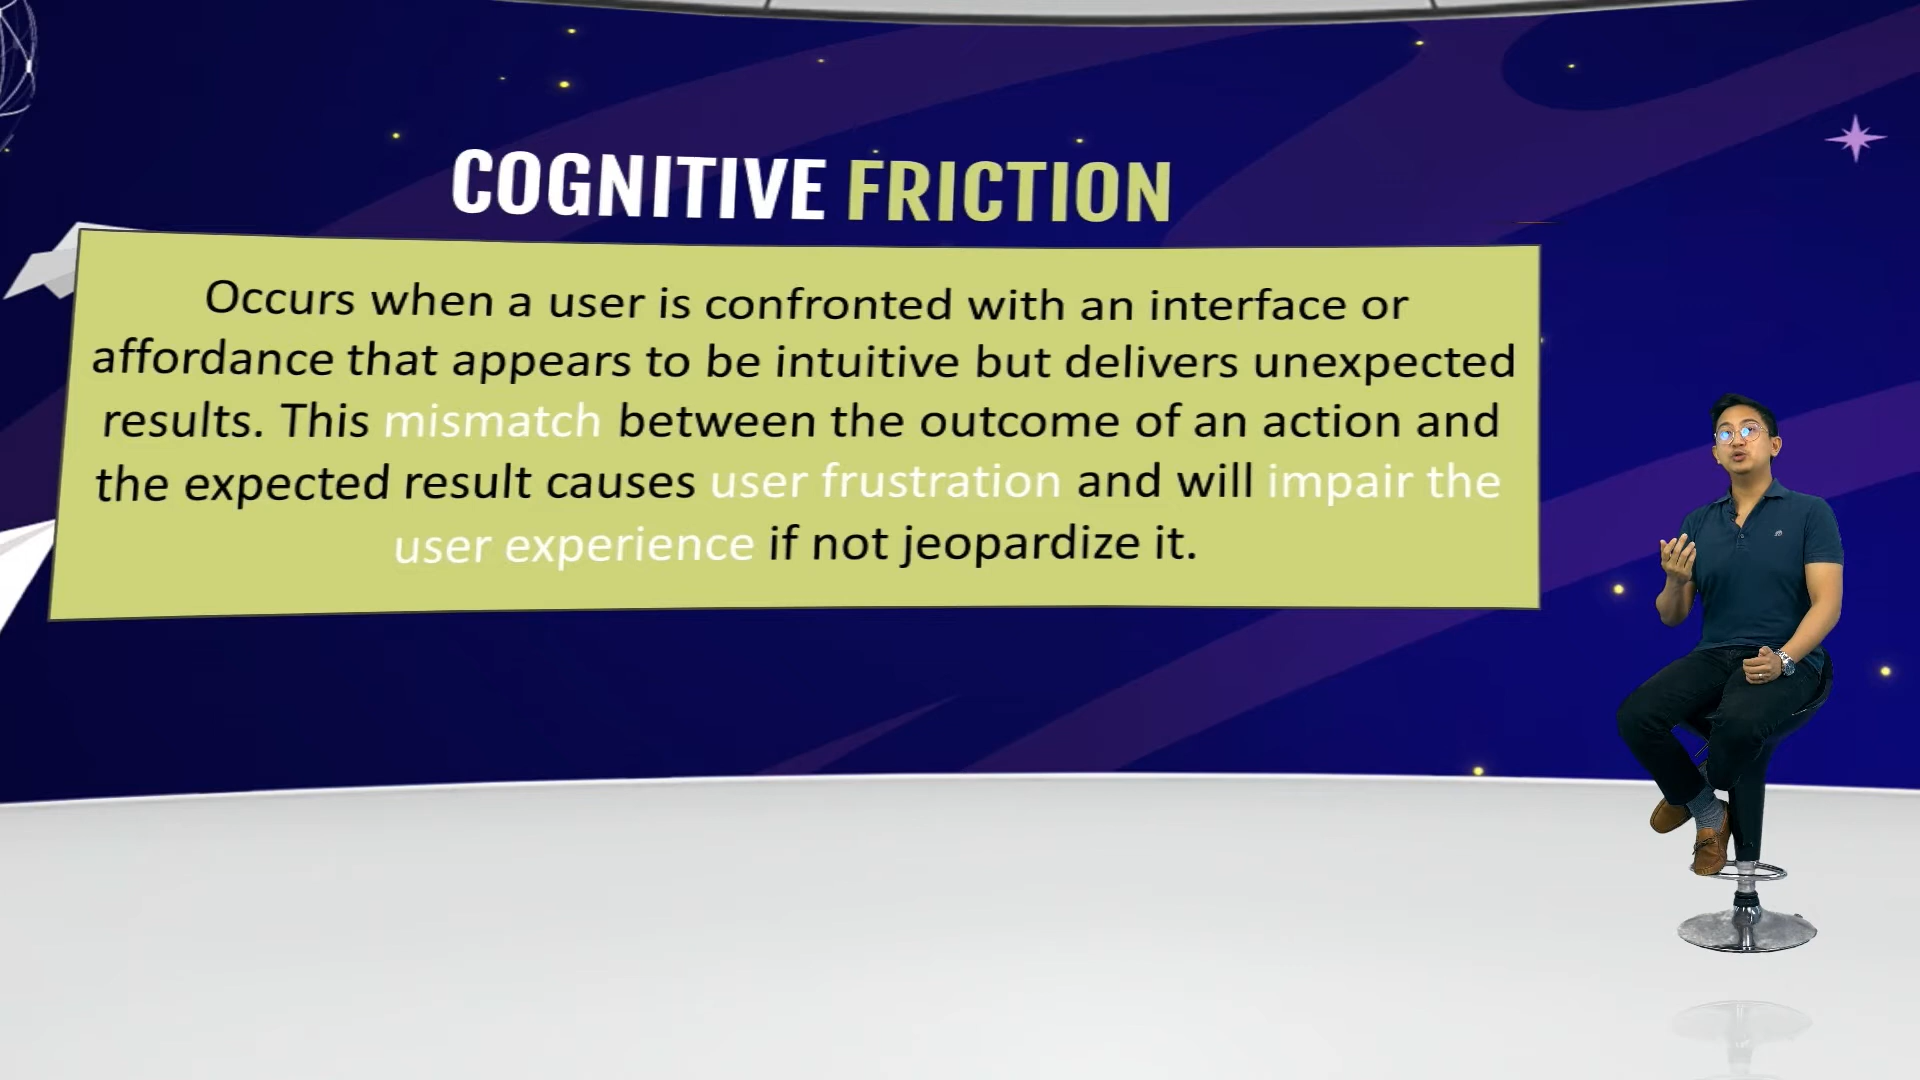 COGNITIVE FRICTION
Occurs when a user is confronted with an interface or
affordance that appears to be intuitive but delivers unexpected
results. This mismatch between the outcome of an action and
the expected result causes user frustration and will impair the
user experience if not jeopardize it.